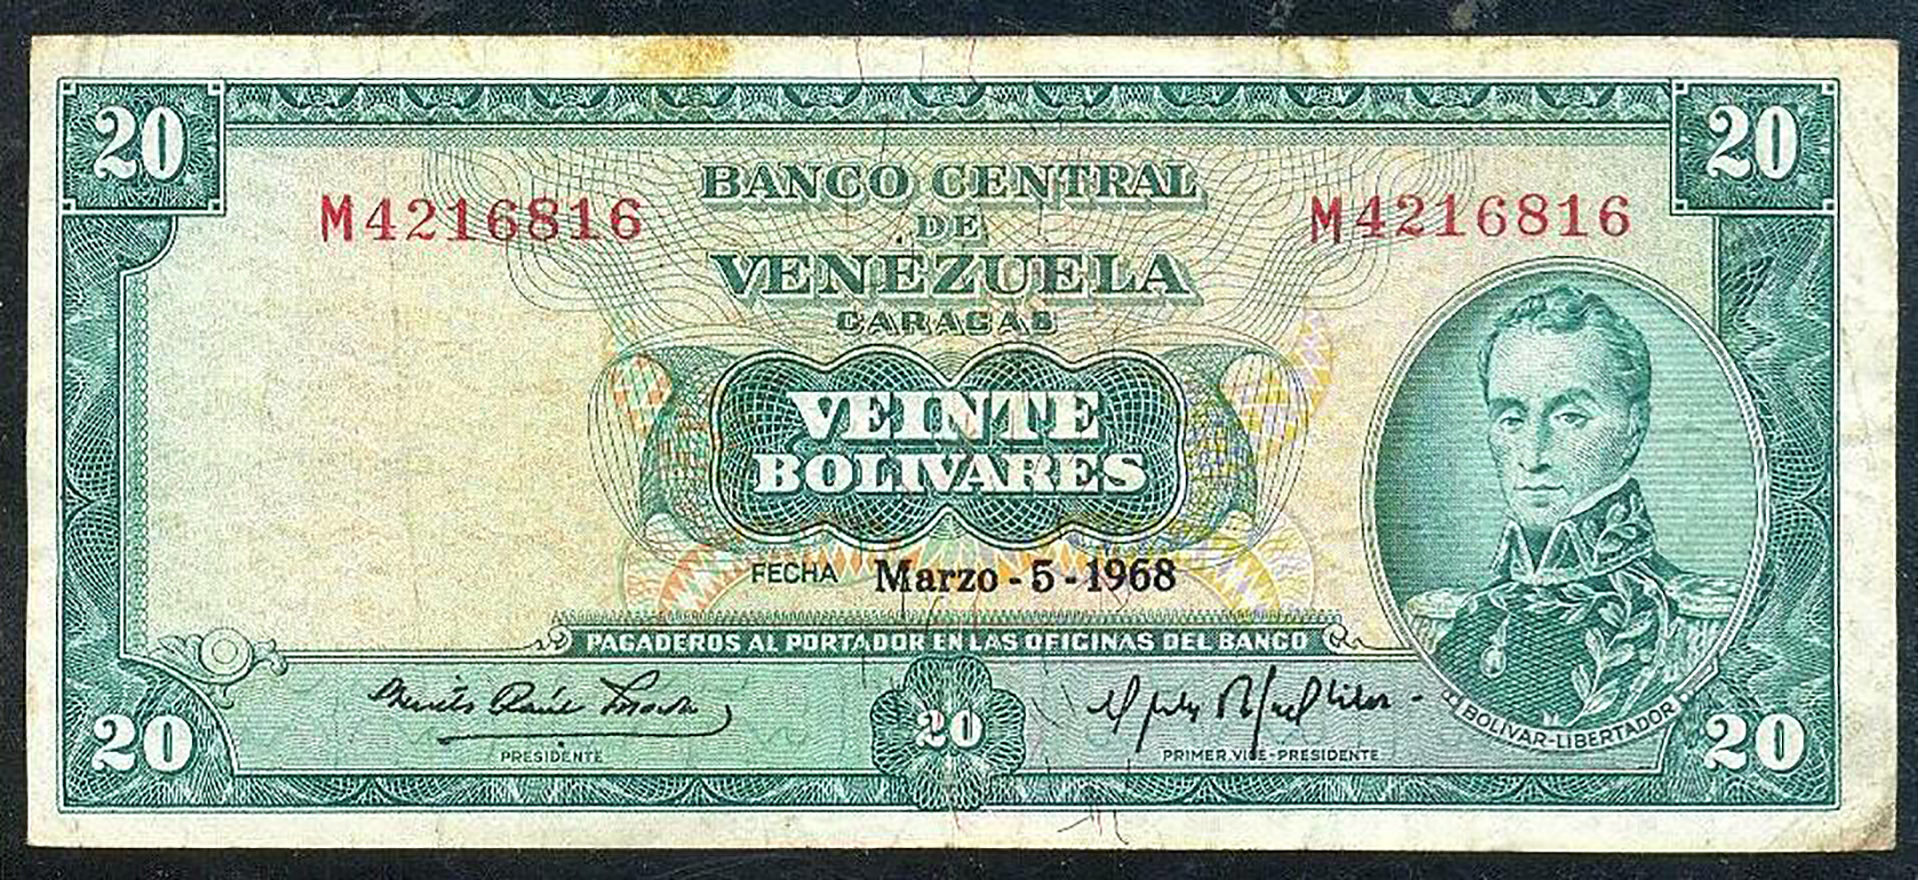 20
20
BANCO CENTRAL
M4216816
M4216816
DE
VENEZUELA
CARACAS
VEINTE
BOLIVARES
FECHA Marzo - 5 - 1968
PAGADEROS AL PORTADOR EN LAS OFICINAS DEL BANCO
BOLIVAR-LIBERTADOR
20
20
20
PRESIDENTE
PRIMER VICE-PRESIDENTE